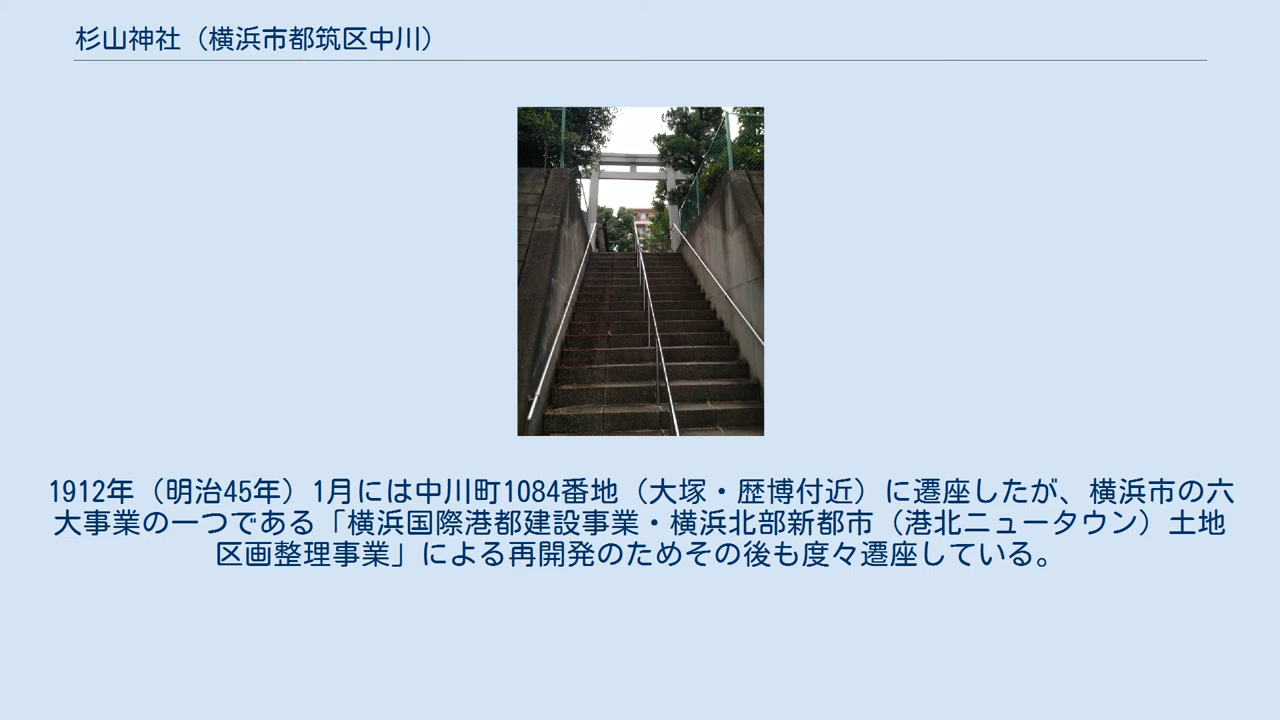 杉山神社（横浜市都筑区中川）
1912年（明治45年）1月には中川町1084番地（大塚・歴博付近）に遷座したが、横浜市の六
大事業の一つである「横浜国際港都建設事業・横浜北部新都市（港北ニュータウン）土地
区画整理事業」による再開発のためその後も度々遷座している。